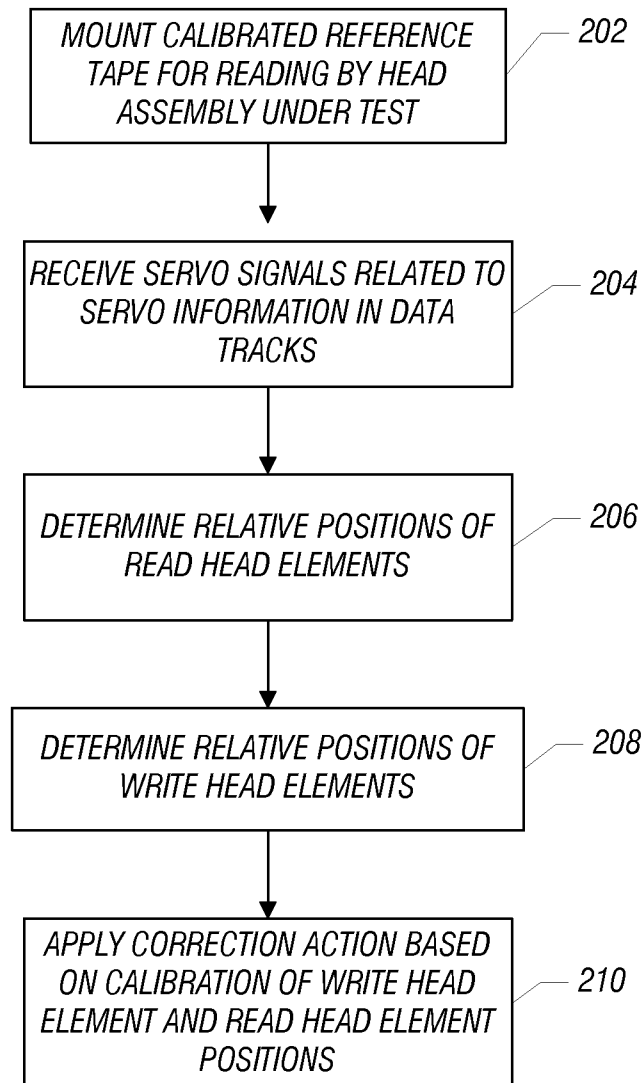 MOUNT CALIBRATED REFERENCE
TAPE FOR READING BY HEAD
ASSEMBLY UNDER TEST
202
RECEIVE SERVO SIGNALS RELATED TO
SERVO INFORMATION IN DATA
TRACKS
204
DETERMINE RELATIVE POSITIONS OF
READ HEAD ELEMENTS
206
DETERMINE RELATIVE POSITIONS OF
WRITE HEAD ELEMENTS
208
APPLY CORRECTION ACTION BASED
ON CALIBRATION OF WRITE HEAD
ELEMENT AND READ HEAD ELEMENT
POSITIONS
210